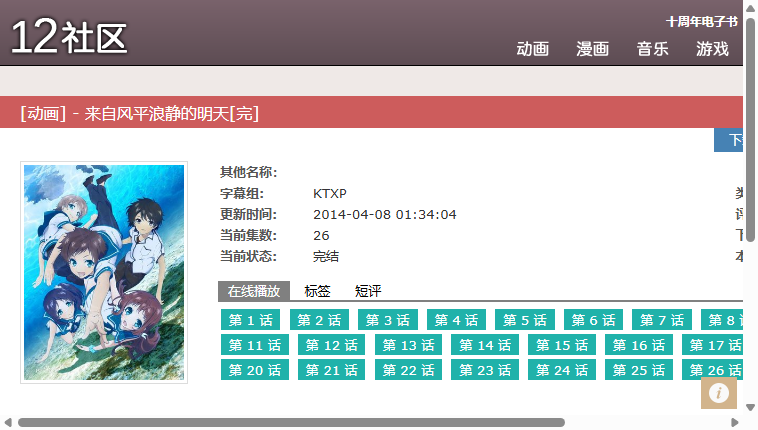 十周年电子书
12社区
动画 漫画 音乐 游戏
[动画] - 来自风平浪静的明天[完]
下
其他名称:
字幕组: KTXP
更新时间: 2014-04-08 01:34:04
当前集数: 26
当前状态: 完结
在线播放 标签 短评
第 1 话 第 2 话 第 3 话 第 4 话 第 5 话 第 6 话 第 7 话 第 8
第 11 话 第 12 话 第 13 话 第 14 话 第 15 话 第 16 话 第 17 话
第 20 话 第 21 话 第 22 话 第 23 话 第 24 话 第 25 话 第 26 话